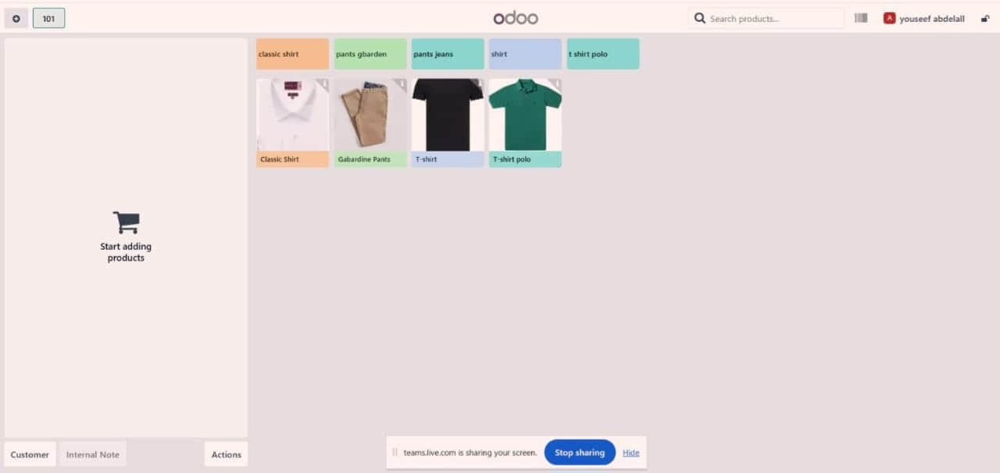 101
odoo
Search products...
A
youseef abdelall
classic shirt
pants gbarden
pants jeans
shirt
t shirt polo
Classic Shirt
Gabardine Pants
T-shirt
T-shirt polo
Start adding
products
Customer
Internal Note
Actions
teams.live.com is sharing your screen.
Stop sharing
Hide